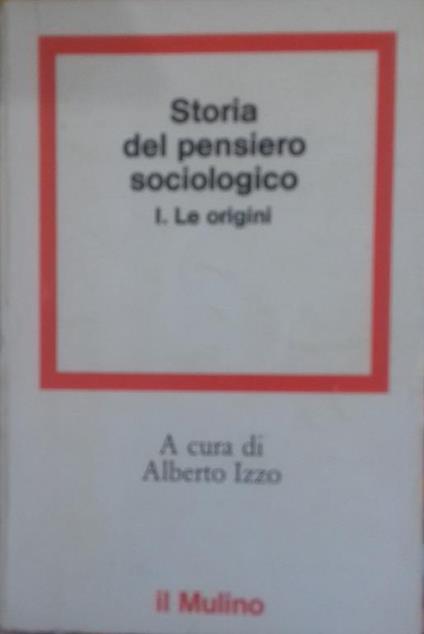 Storia
del pensiero
sociologico
I. Le origini
A cura di
Alberto Izzo
il Mulino